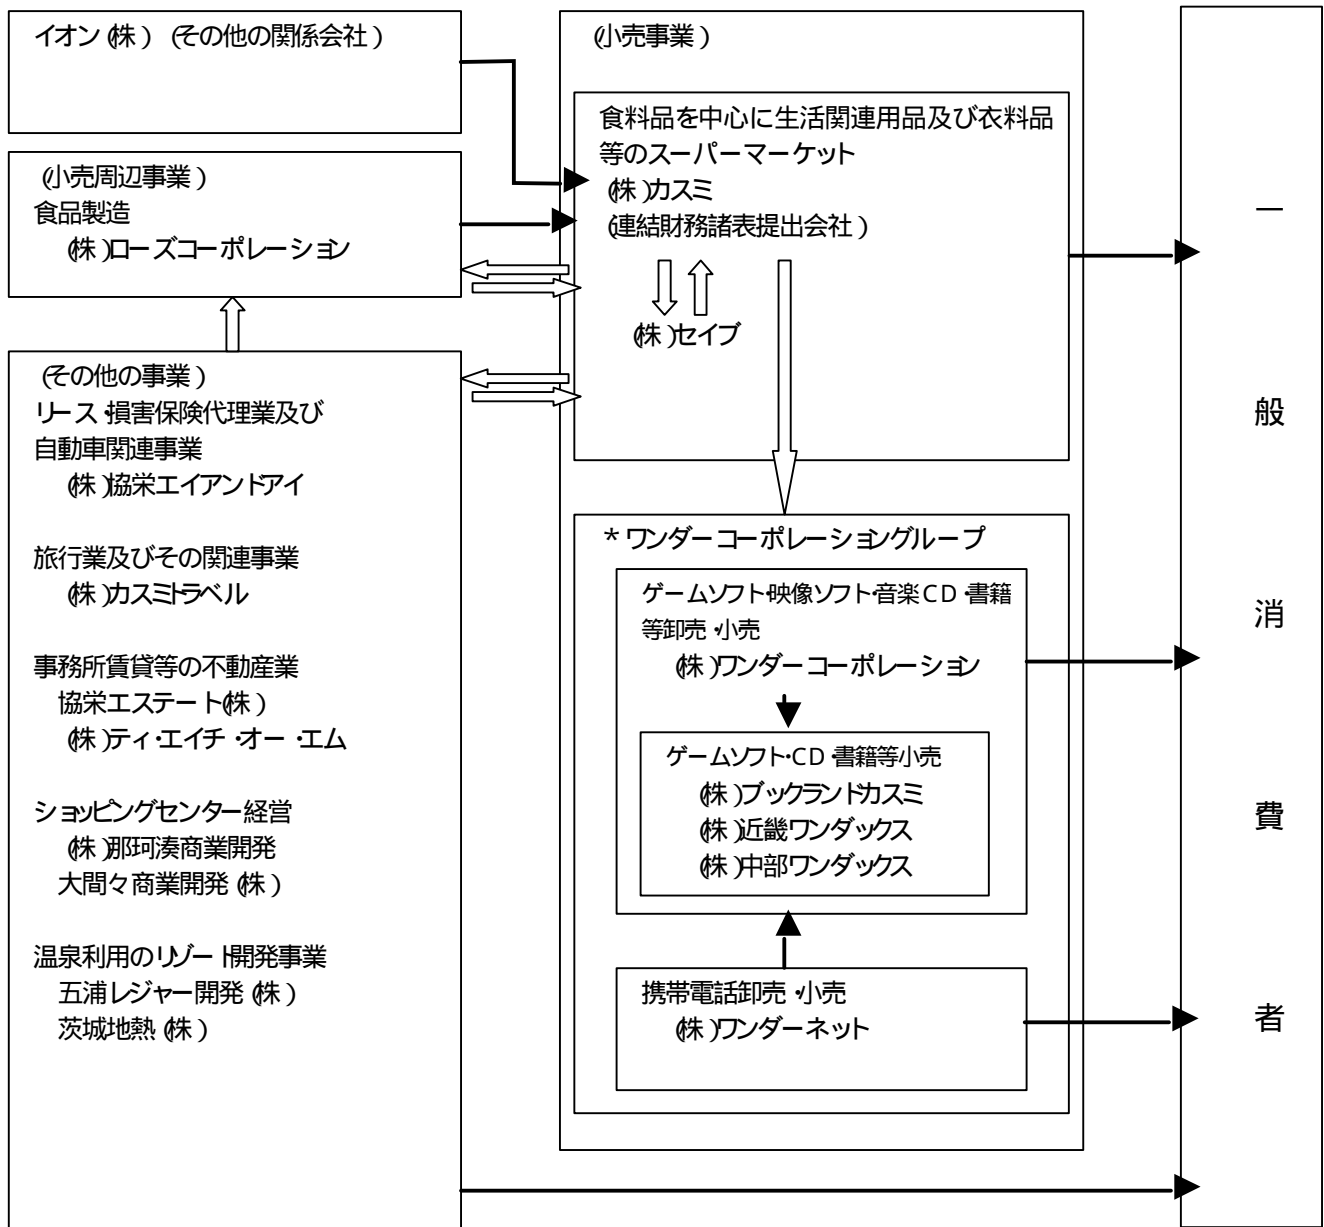 イオン(株)(その他の関係会社)
(小売周辺事業)
食品製造
(株)ローズコーポレーション
(その他の事業)
リース・損害保険代理業及び
自動車関連事業
(株)協栄エイアンドアイ
旅行業及びその関連事業
(株)カスミトラベル
事務所賃貸等の不動産業
協栄エステート(株)
(株)ティ・エイチ・オー・エム
ショッピングセンター経営
(株)那珂湊商業開発
大間々商業開発(株)
温泉利用のリゾート開発事業
五浦レジャー開発(株)
茨城地熱(株)
(小売事業)
食料品を中心に生活関連用品及び衣料品
等のスーパーマーケット
(株)カスミ
(連結財務諸表提出会社)
(株)セイブ
*ワンダーコーポレーショングループ
ゲームソフト・映像ソフト・音楽CD・書籍
等卸売・小売
(株)ワンダーコーポレーション
ゲームソフト・CD・書籍等小売
(株)ブックランドカスミ
(株)近畿ワンダックス
(株)中部ワンダックス
携帯電話卸売・小売
(株)ワンダーネット
一般消費者